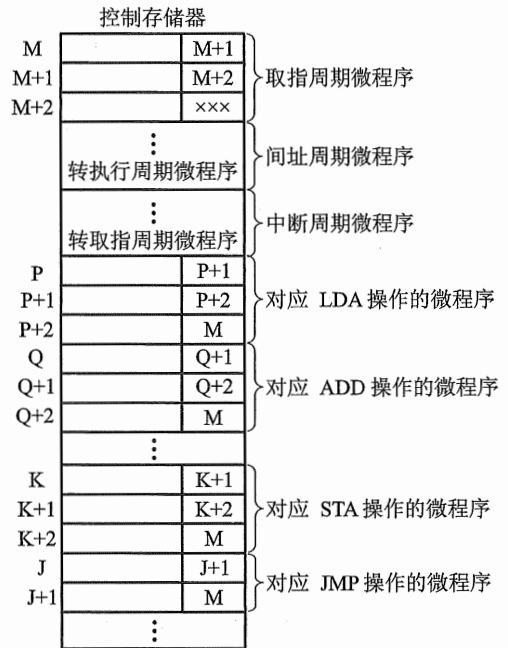 控制存储器
M M+1
M+1 M+2 取指周期微程序
M+2 ×××
⋮ 间址周期微程序
转执行周期微程序
⋮ 中断周期微程序
转取指周期微程序
P P+1
P+1 P+2 对应 LDA 操作的微程序
P+2 M
Q Q+1
Q+1 Q+2 对应 ADD 操作的微程序
Q+2 M
⋮
K K+1
K+1 K+2 对应 STA 操作的微程序
K+2 M
J J+1
对应 JMP 操作的微程序
J+1 M
⋮